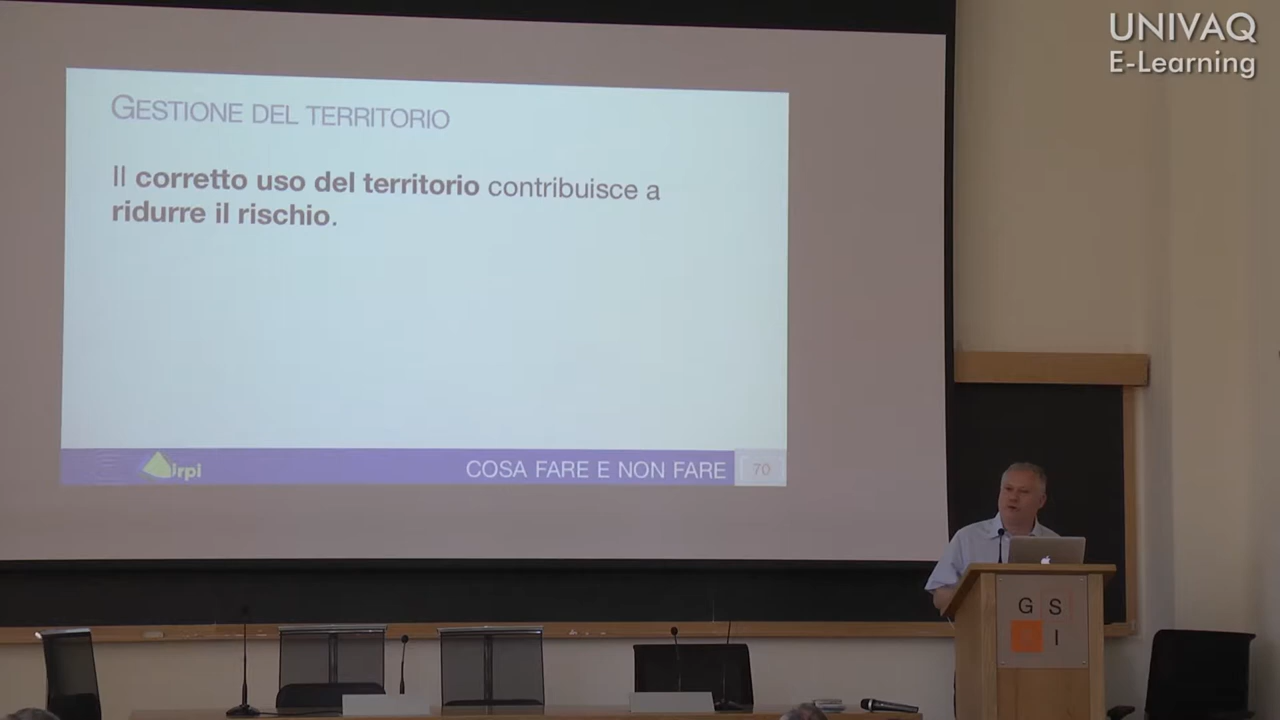 UNIVAQ
E-Learning
GESTIONE DEL TERRITORIO
Il corretto uso del territorio contribuisce a
ridurre il rischio.
irpi
COSA FARE E NON FARE
70
G S
I